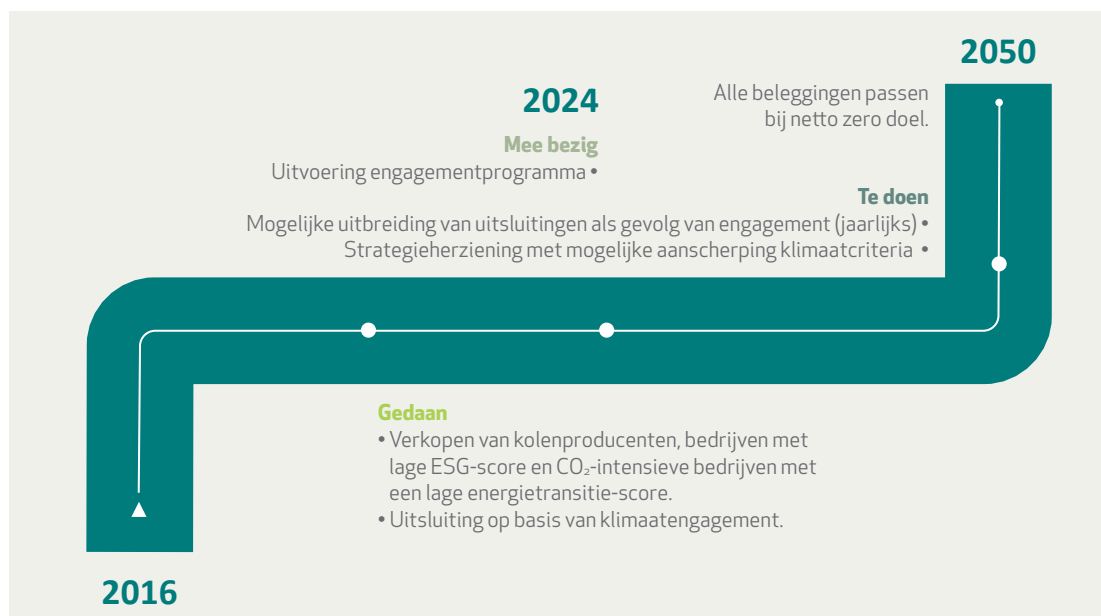 2050
Alle beleggingen passen
bij netto zero doel.
2024
Mee bezig
Uitvoering engagementprogramma •
Te doen
Mogelijke uitbreiding van uitsluitingen als gevolg van engagement (jaarlijks) •
Strategieherziening met mogelijke aanscherping klimaatcriteria •
Gedaan
• Verkopen van kolenproducenten, bedrijven met
lage ESG-score en CO₂-intensieve bedrijven met
een lage energietransitie-score.
• Uitsluiting op basis van klimaatengagement.
2016